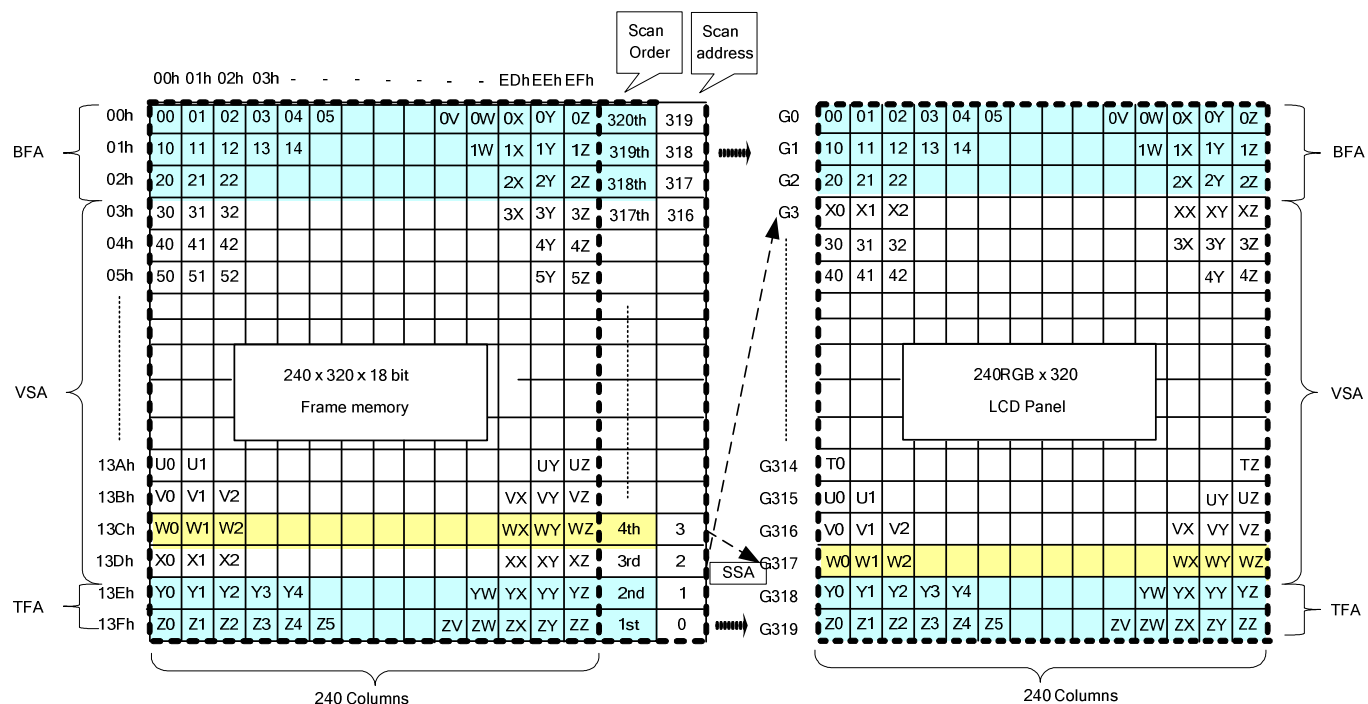 Scan Order
Scan address
00h 01h 02h 03h - - - - - - - EDh EEh EFh
00h 00 01 02 03 04 05 0V 0W 0X 0Y 0Z 320th 319 G0 00 01 02 03 04 05 0V 0W 0X 0Y 0Z
BFA 01h 10 11 12 13 14 1W 1X 1Y 1Z 319th 318 G1 10 11 12 13 14 1W 1X 1Y 1Z BFA
02h 20 21 22 2X 2Y 2Z 318th 317 G2 20 21 22 2X 2Y 2Z
03h 30 31 32 3X 3Y 3Z 317th 316 G3 X0 X1 X2 XX XY XZ
04h 40 41 42 4Y 4Z 30 31 32 3X 3Y 3Z
05h 50 51 52 5Y 5Z 40 41 42 4Y 4Z
240 x 320 x 18 bit 240RGB x 320
VSA Frame memory LCD Panel VSA
13Ah U0 U1 UY UZ G314 T0 TZ
13Bh V0 V1 V2 VX VY VZ G315 U0 U1 UY UZ
13Ch W0 W1 W2 WX WY WZ 4th 3 G316 V0 V1 V2 VX VY VZ
13Dh X0 X1 X2 XX XY XZ 3rd 2 SSA G317 W0 W1 W2 WX WY WZ
TFA 13Eh Y0 Y1 Y2 Y3 Y4 YW YX YY YZ 2nd 1 G318 Y0 Y1 Y2 Y3 Y4 YW YX YY YZ TFA
13Fh Z0 Z1 Z2 Z3 Z4 Z5 ZV ZW ZX ZY ZZ 1st 0 G319 Z0 Z1 Z2 Z3 Z4 Z5 ZV ZW ZX ZY ZZ
240 Columns 240 Columns